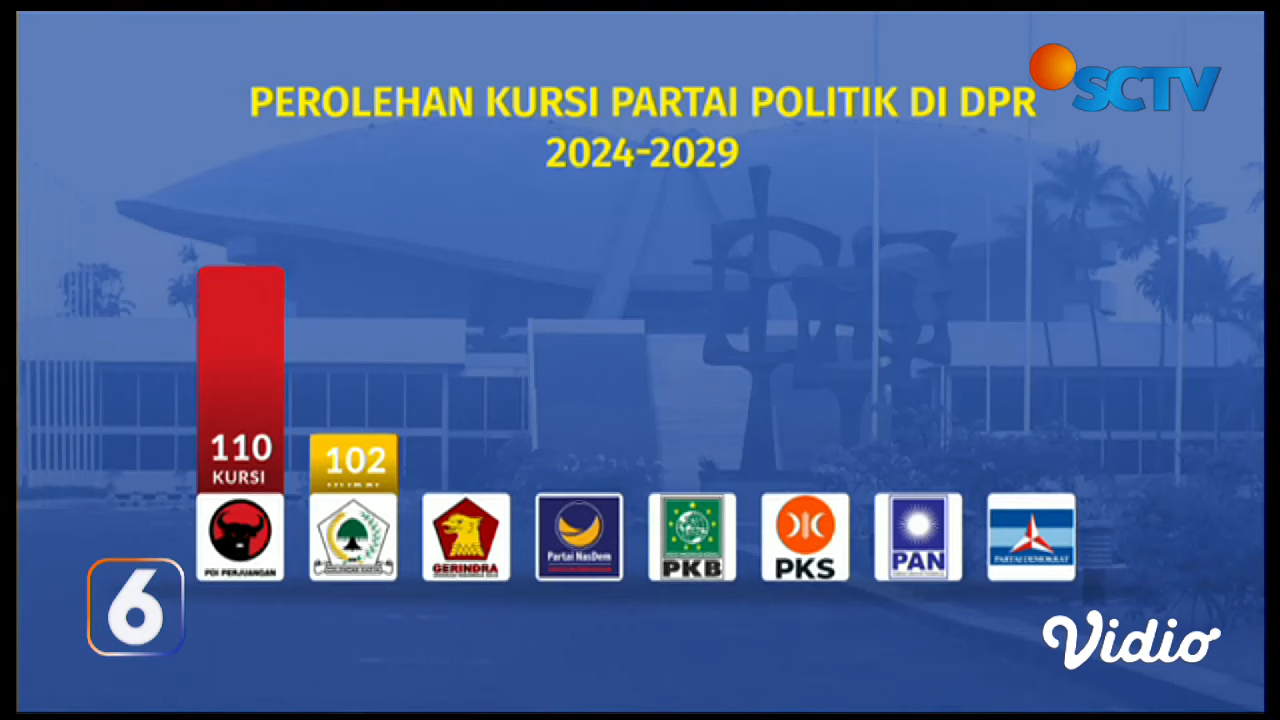 PEROLEHAN KURSI PARTAI POLITIK DI DPR
2024-2029
SCTV
110
KURSI
102
PDI PERJUANGAN
GERINDRA
Partai NasDem
PKB
PKS
PAN
PARTAI DEMOKRAT
6
Vidio